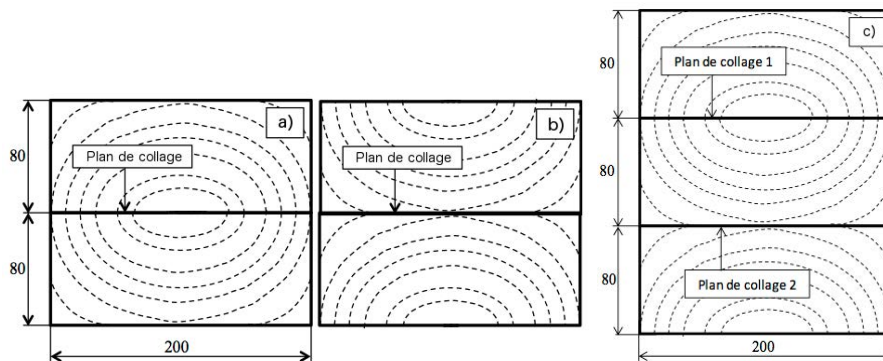 a)
80
Plan de collage
80
200
b)
Plan de collage
c)
80
Plan de collage 1
80
80
Plan de collage 2
200